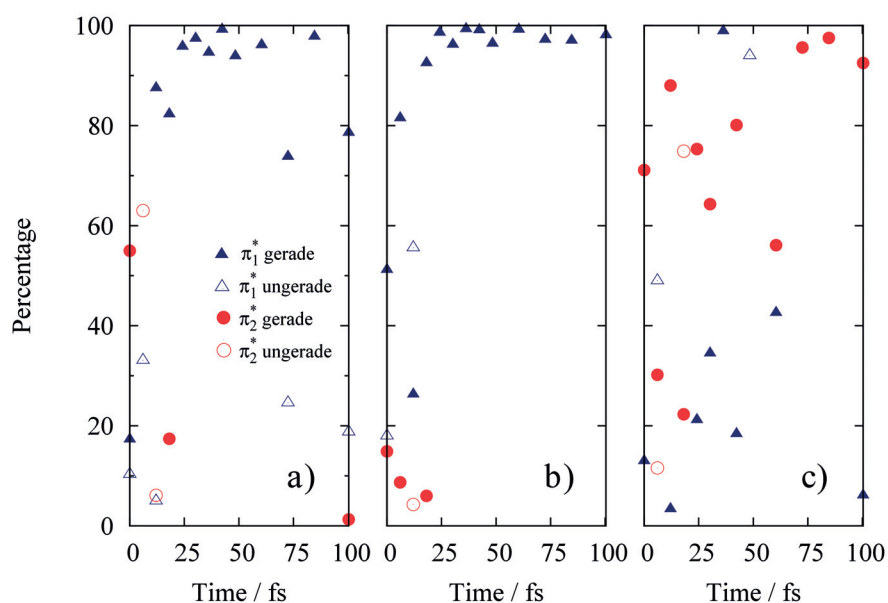 100
80
60
40
20
0
Percentage
π₁* gerade
π₁* ungerade
π₂* gerade
π₂* ungerade
a)
b)
c)
0 25 50 75 100
0 25 50 75 100
0 25 50 75 100
Time / fs
Time / fs
Time / fs